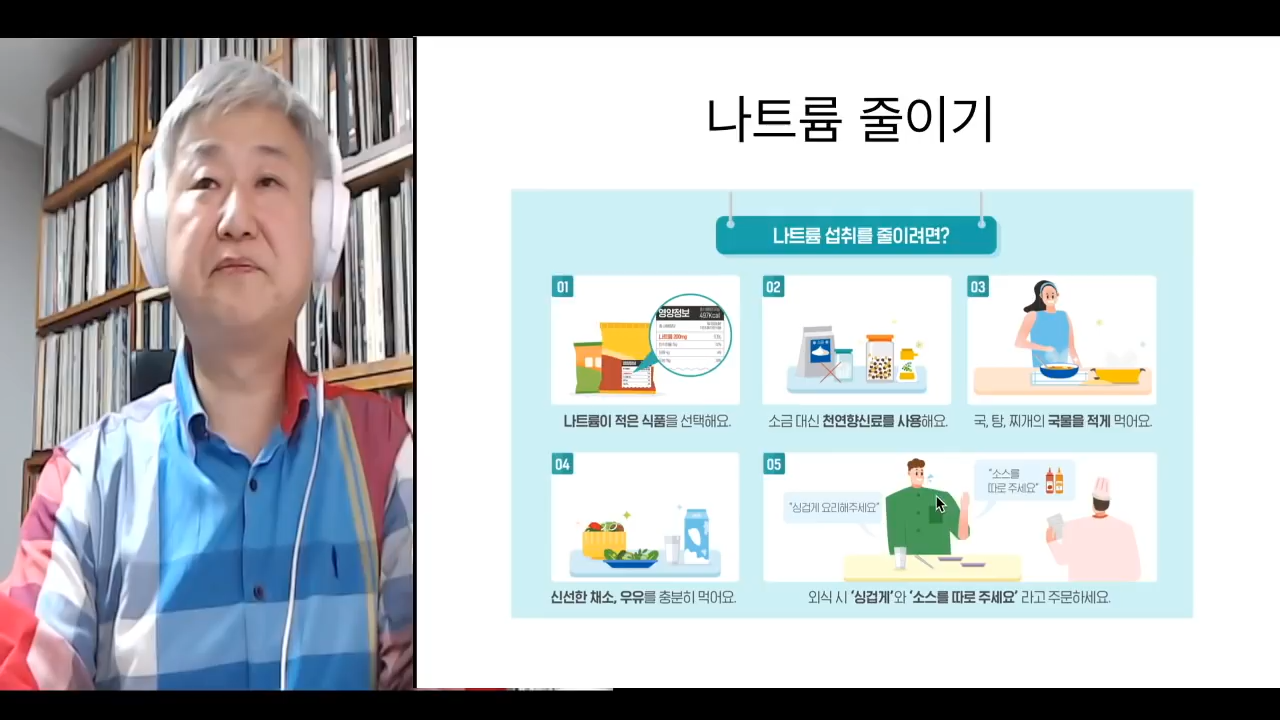 나트륨 줄이기
나트륨 섭취를 줄이려면?
01
영양정보
497Kcal
나트륨이 적은 식품을 선택해요.
02
소금 대신 천연향신료를 사용해요.
03
국, 탕, 찌개의 국물을 적게 먹어요.
04
신선한 채소, 우유를 충분히 먹어요.
05
"싱겁게 요리해주세요"
"소스를
따로 주세요"
외식 시 '싱겁게'와 '소스를 따로 주세요' 라고 주문하세요.